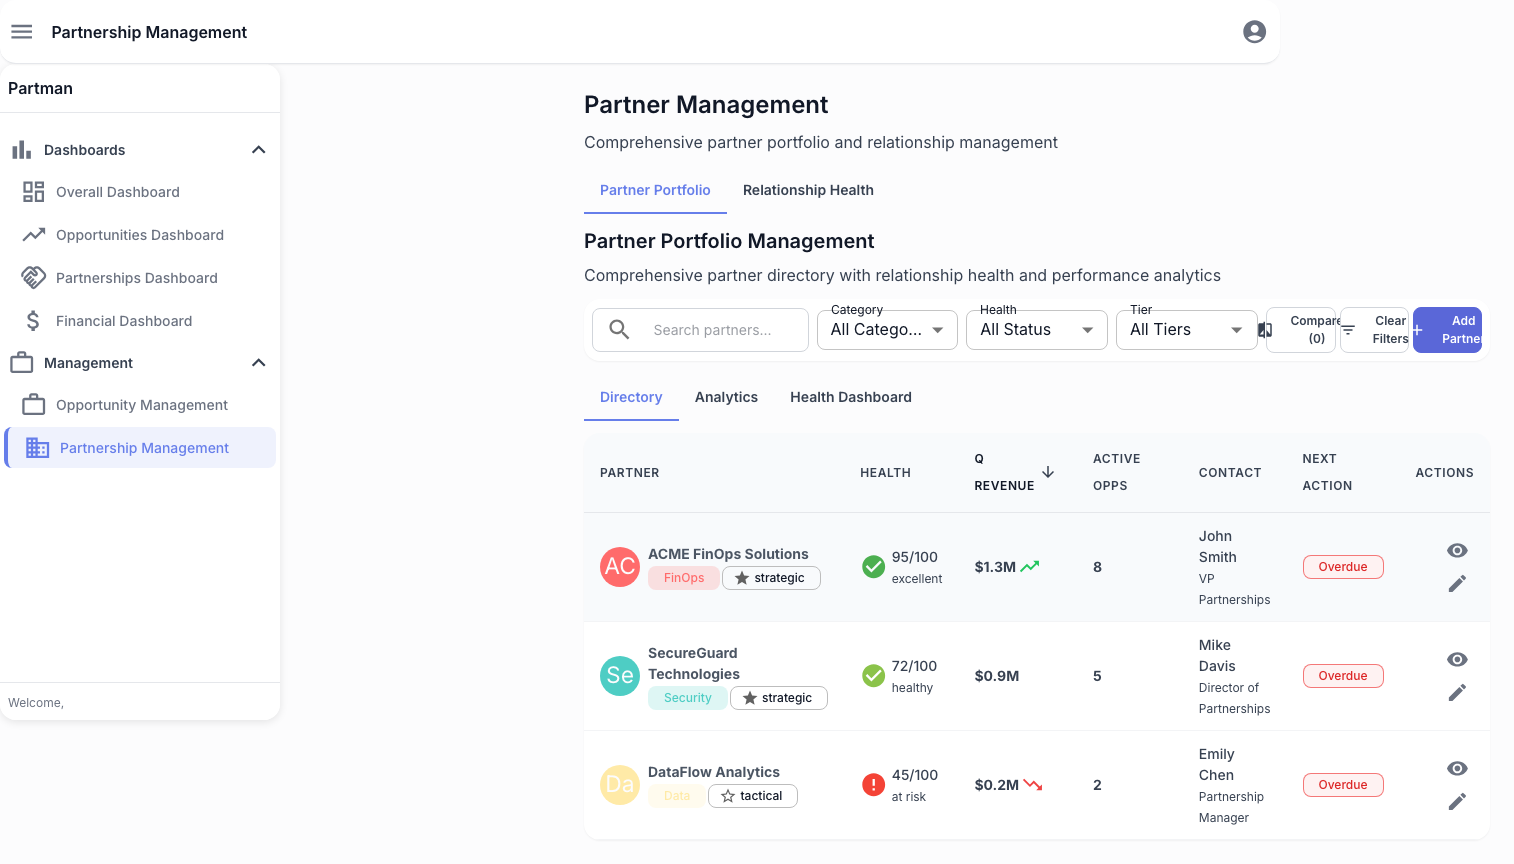 Partnership Management
Partman
Dashboards
Overall Dashboard
Opportunities Dashboard
Partnerships Dashboard
Financial Dashboard
Management
Opportunity Management
Partnership Management
Welcome,
Partner Management
Comprehensive partner portfolio and relationship management
Partner Portfolio Relationship Health
Partner Portfolio Management
Comprehensive partner directory with relationship health and performance analytics
Search partners...
Category
All Catego...
Health
All Status
Tier
All Tiers
Compare
(0)
Clear
Filters
Add
Partner
Directory Analytics Health Dashboard
PARTNER
HEALTH
Q
REVENUE
ACTIVE
OPPS
CONTACT
NEXT
ACTION
ACTIONS
AC
ACME FinOps Solutions
FinOps strategic
95/100
excellent
$1.3M
8
John
Smith
VP
Partnerships
Overdue
Se
SecureGuard
Technologies
Security strategic
72/100
healthy
$0.9M
5
Mike
Davis
Director of
Partnerships
Overdue
Da
DataFlow Analytics
Data tactical
45/100
at risk
$0.2M
2
Emily
Chen
Partnership
Manager
Overdue